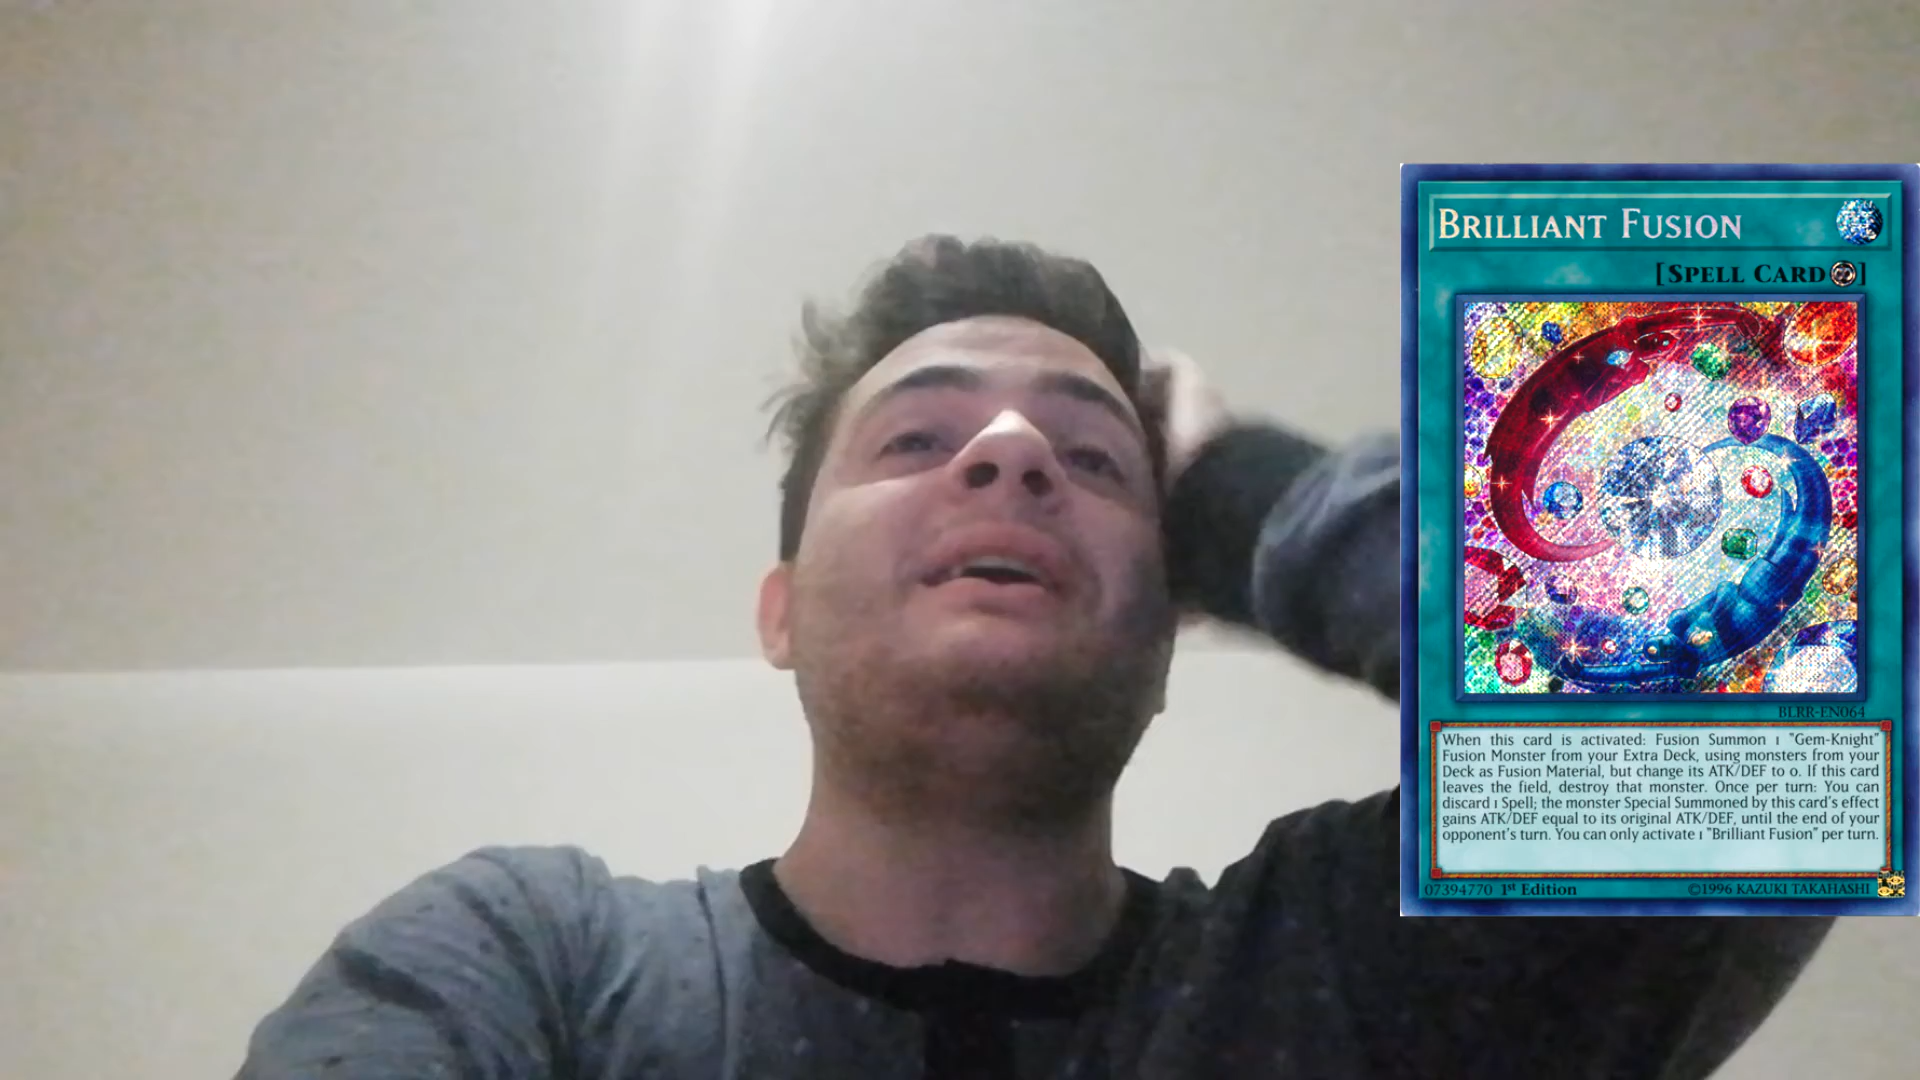 BRILLIANT FUSION
[SPELL CARD]
BLRR-EN064
When this card is activated: Fusion Summon 1 "Gem-Knight"
Fusion Monster from your Extra Deck, using monsters from your
Deck as Fusion Material, but change its ATK/DEF to 0. If this card
leaves the field, destroy that monster. Once per turn: You can
discard 1 Spell; the monster Special Summoned by this card's effect
gains ATK/DEF equal to its original ATK/DEF, until the end of your
opponent's turn. You can only activate 1 "Brilliant Fusion" per turn.
07394770 1st Edition ©1996 KAZUKI TAKAHASHI